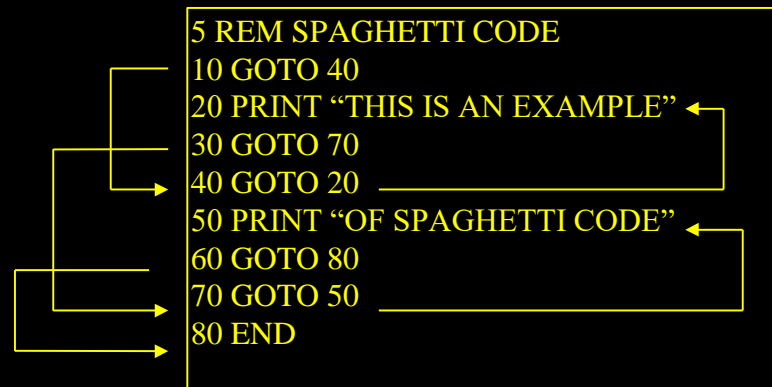 5 REM SPAGHETTI CODE
10 GOTO 40
20 PRINT “THIS IS AN EXAMPLE”
30 GOTO 70
40 GOTO 20
50 PRINT “OF SPAGHETTI CODE”
60 GOTO 80
70 GOTO 50
80 END